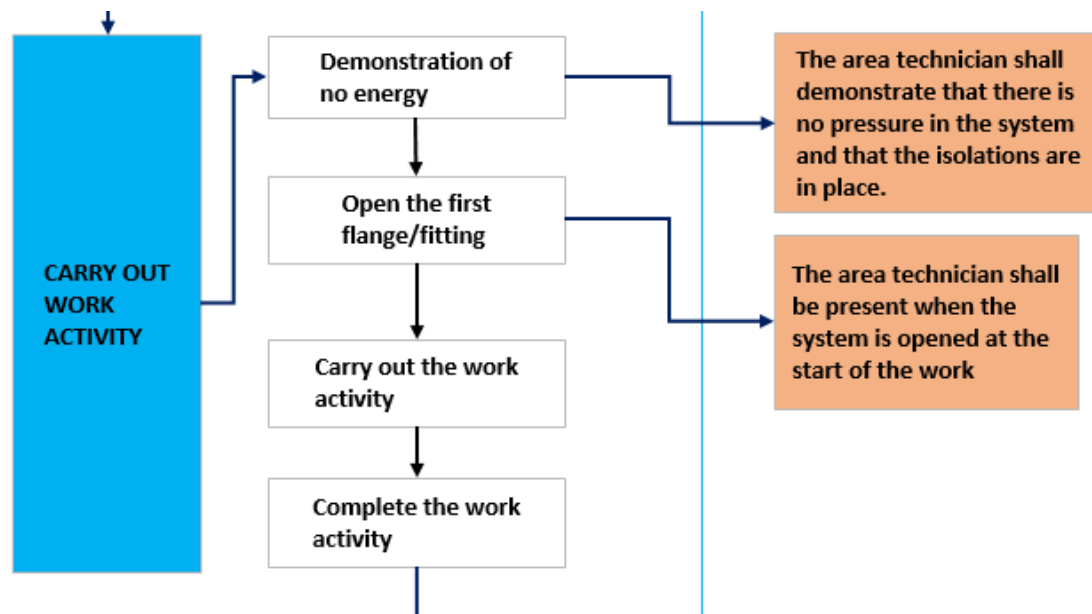 CARRY OUT
WORK
ACTIVITY
Demonstration of
no energy
Open the first
flange/fitting
Carry out the work
activity
Complete the work
activity
The area technician shall
demonstrate that there is
no pressure in the system
and that the isolations are
in place.
The area technician shall
be present when the
system is opened at the
start of the work